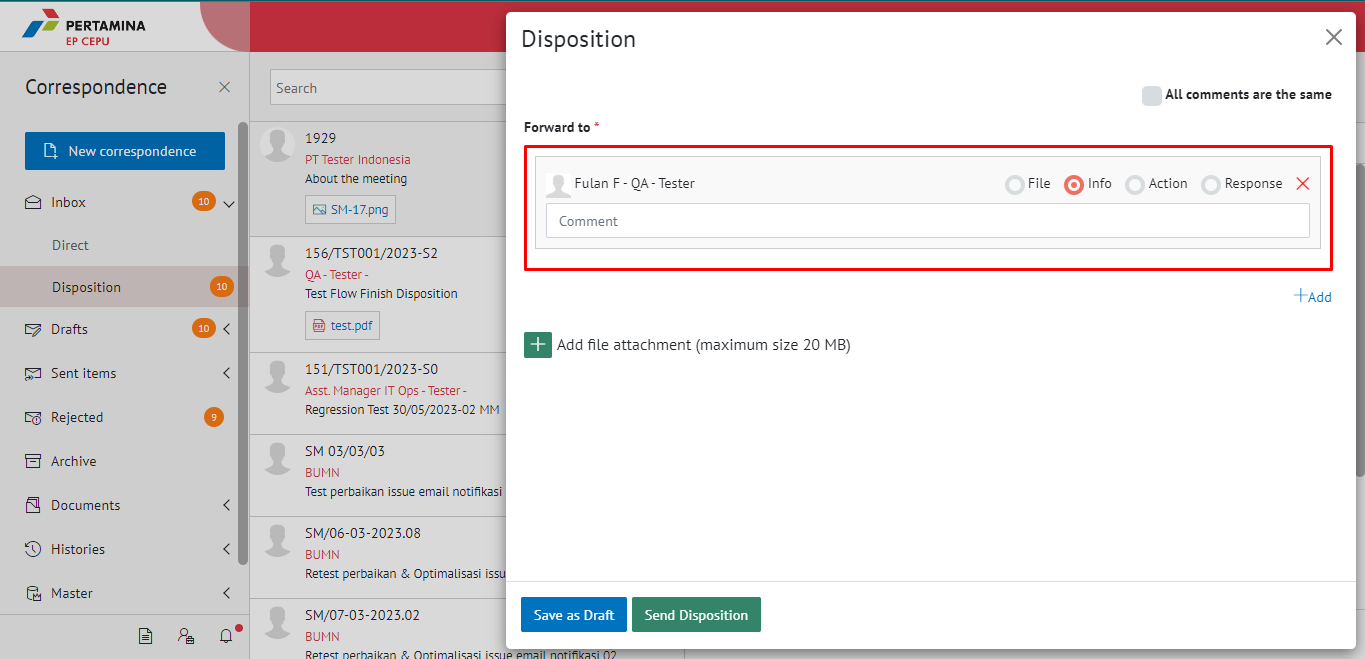 PERTAMINA
EP CEPU
Correspondence
New correspondence
Inbox 10
Direct
Disposition 10
Drafts 10
Sent items
Rejected 9
Archive
Documents
Histories
Master
Search
1929
PT Tester Indonesia
About the meeting
SM-17.png
156/TST001/2023-S2
QA - Tester -
Test Flow Finish Disposition
test.pdf
151/TST001/2023-S0
Asst. Manager IT Ops - Tester -
Regression Test 30/05/2023-02 MM
SM 03/03/03
BUMN
Test perbaikan issue email notifikasi
SM/06-03-2023.08
BUMN
Retest perbaikan & Optimalisasi issu
SM/07-03-2023.02
BUMN
Retest perbaikan & Optimalisasi issue email notifikasi 02
Disposition
All comments are the same
Forward to *
Fulan F - QA - Tester
File Info Action Response
Comment
+Add
Add file attachment (maximum size 20 MB)
Save as Draft
Send Disposition